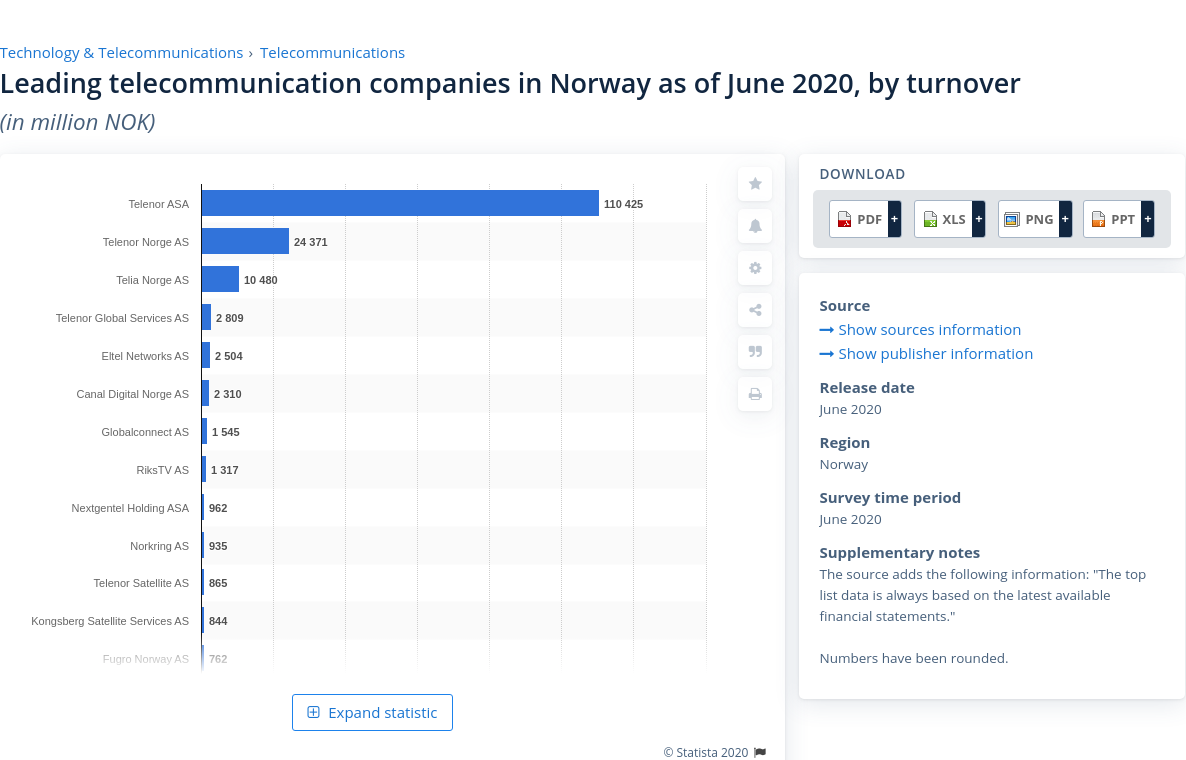 Technology & Telecommunications › Telecommunications
Leading telecommunication companies in Norway as of June 2020, by turnover
(in million NOK)
Telenor ASA 110 425
Telenor Norge AS 24 371
Telia Norge AS 10 480
Telenor Global Services AS 2 809
Eltel Networks AS 2 504
Canal Digital Norge AS 2 310
Globalconnect AS 1 545
RiksTV AS 1 317
Nextgentel Holding ASA 962
Norkring AS 935
Telenor Satellite AS 865
Kongsberg Satellite Services AS 844
Fugro Norway AS 762
Expand statistic
© Statista 2020
DOWNLOAD
PDF + XLS + PNG + PPT +
Source
Show sources information
Show publisher information
Release date
June 2020
Region
Norway
Survey time period
June 2020
Supplementary notes
The source adds the following information: "The top
list data is always based on the latest available
financial statements."
Numbers have been rounded.